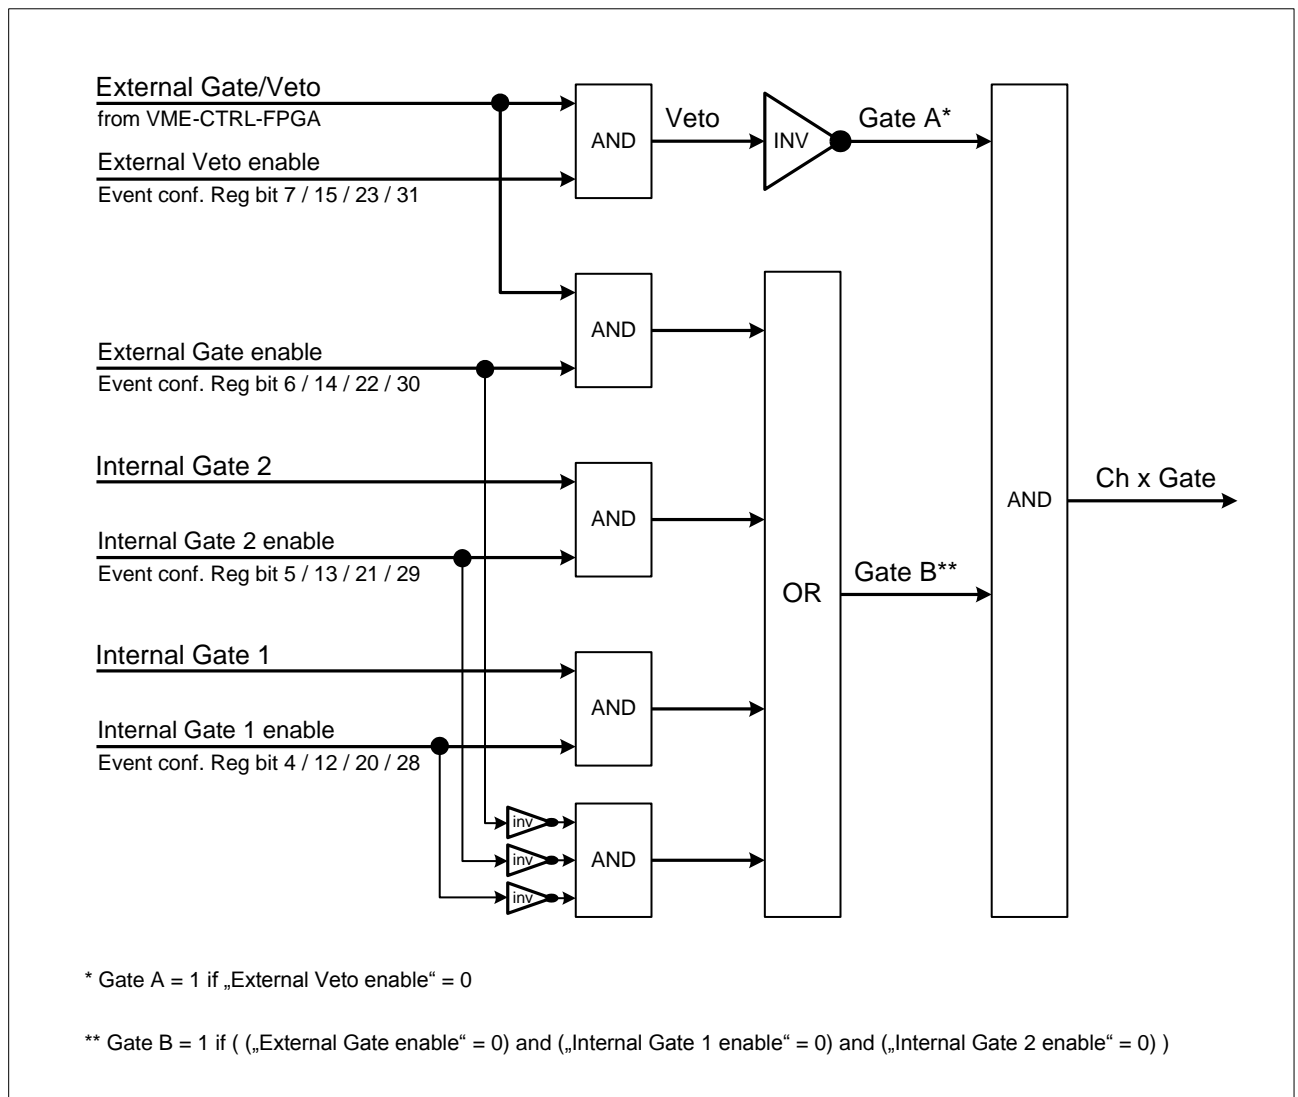 External Gate/Veto
from VME-CTRL-FPGA
External Veto enable
Event conf. Reg bit 7 / 15 / 23 / 31
AND
Veto
INV
Gate A*
AND
External Gate enable
Event conf. Reg bit 6 / 14 / 22 / 30
Internal Gate 2
AND
Internal Gate 2 enable
Event conf. Reg bit 5 / 13 / 21 / 29
OR
Gate B**
AND
Ch x Gate
Internal Gate 1
AND
Internal Gate 1 enable
Event conf. Reg bit 4 / 12 / 20 / 28
inv
inv
inv
AND
* Gate A = 1 if „External Veto enable“ = 0
** Gate B = 1 if ( („External Gate enable“ = 0) and („Internal Gate 1 enable“ = 0) and („Internal Gate 2 enable“ = 0) )